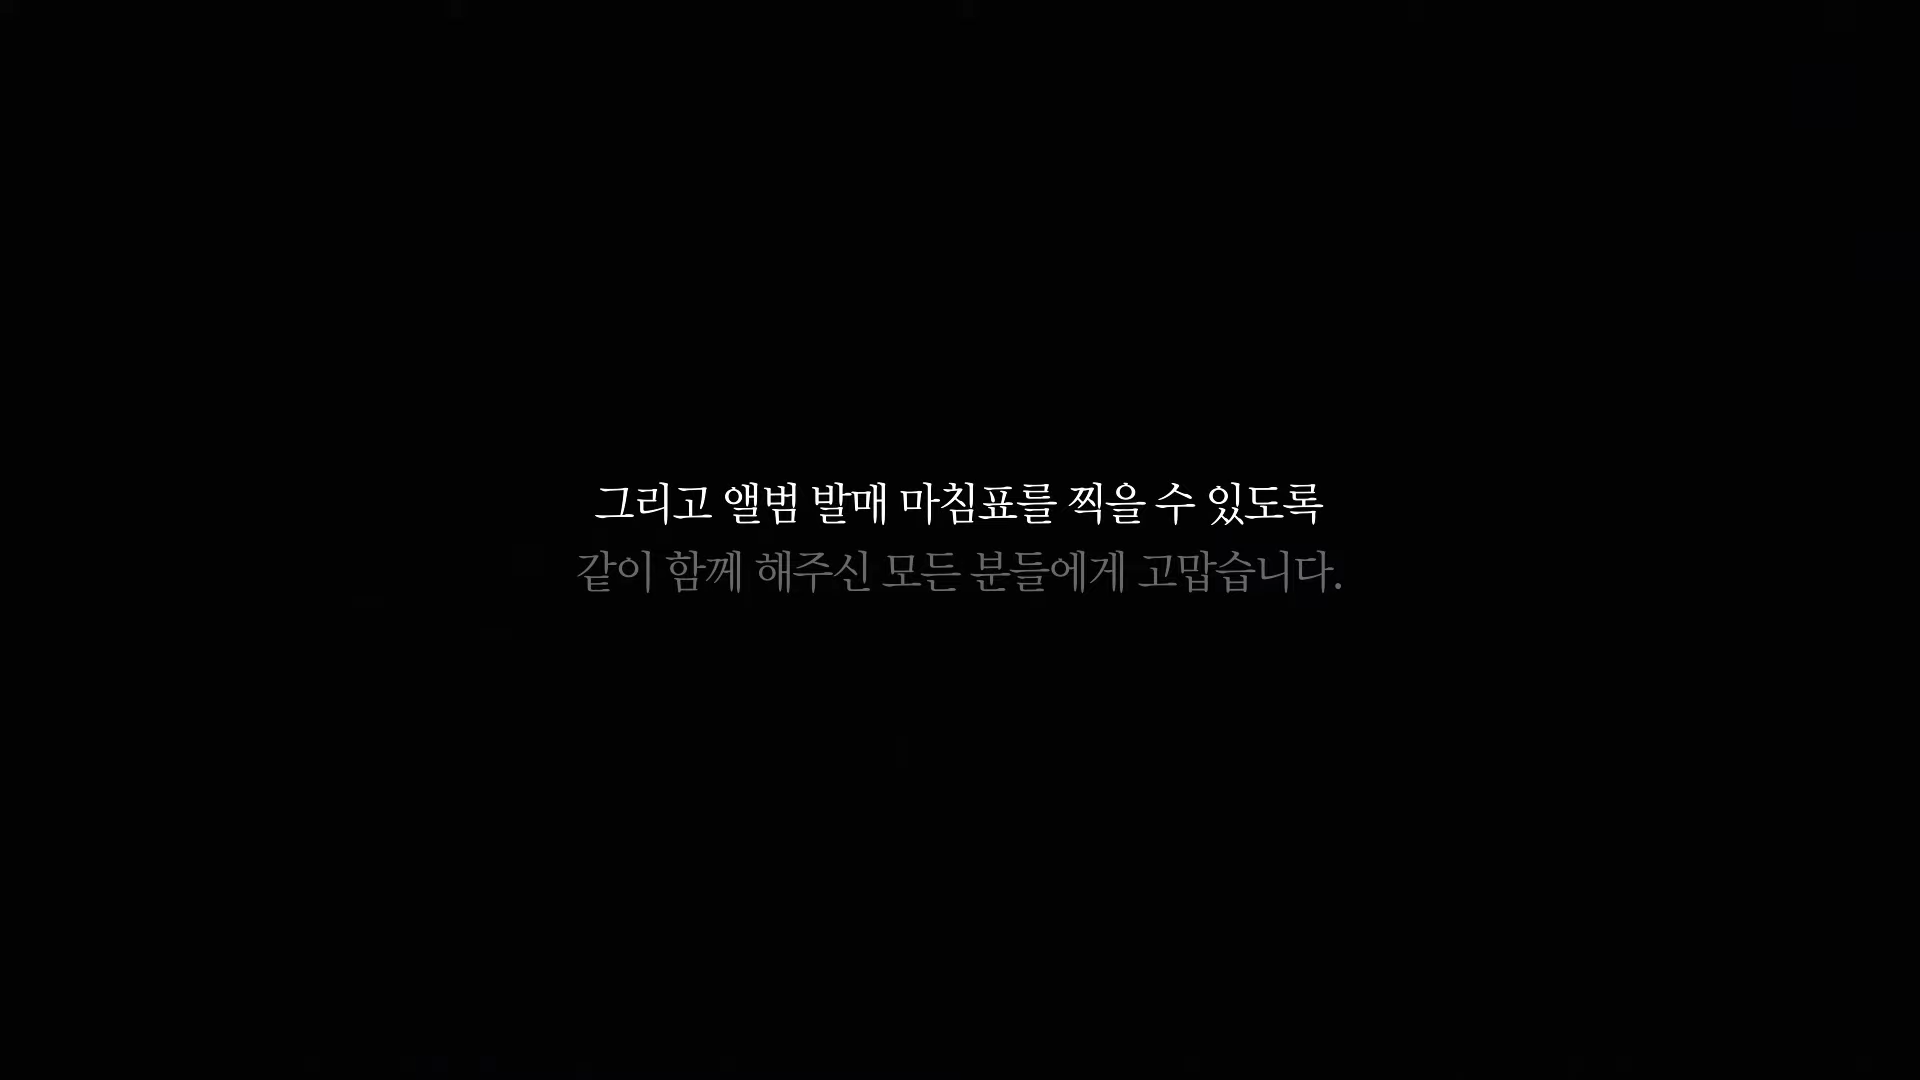 그리고 앨범 발매 마침표를 찍을 수 있도록
같이 함께 해주신 모든 분들에게 고맙습니다.